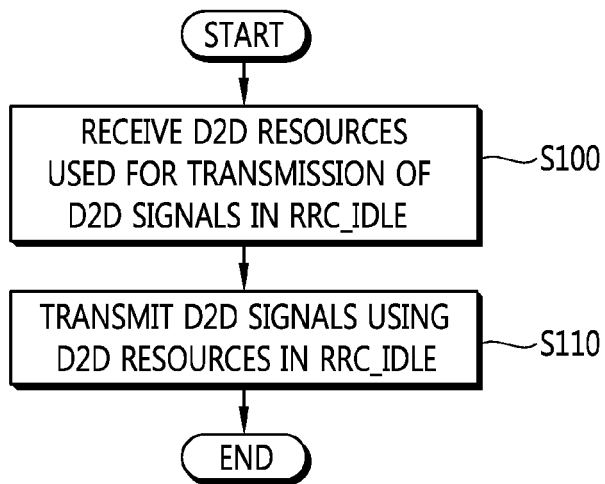 START
RECEIVE D2D RESOURCES
USED FOR TRANSMISSION OF
D2D SIGNALS IN RRC_IDLE
S100
TRANSMIT D2D SIGNALS USING
D2D RESOURCES IN RRC_IDLE
S110
END